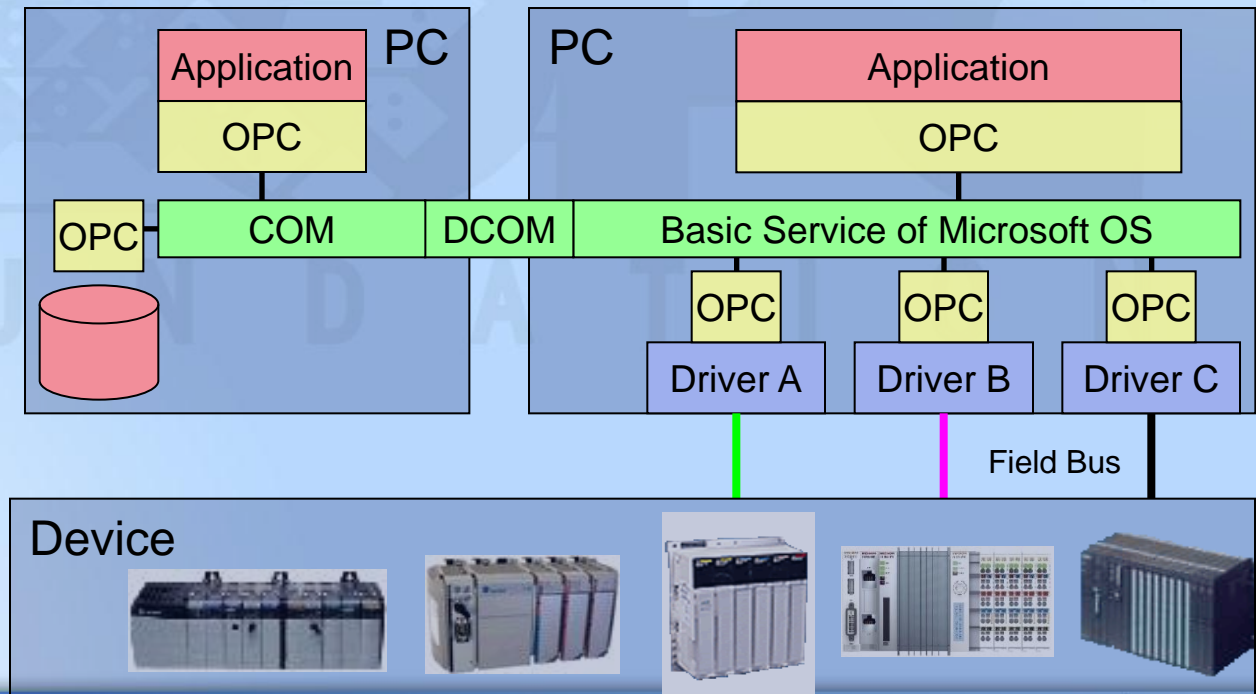 PC
Application
OPC
OPC
COM
DCOM
PC
Application
OPC
Basic Service of Microsoft OS
OPC
OPC
OPC
Driver A
Driver B
Driver C
Field Bus
Device
U N D A T I O N